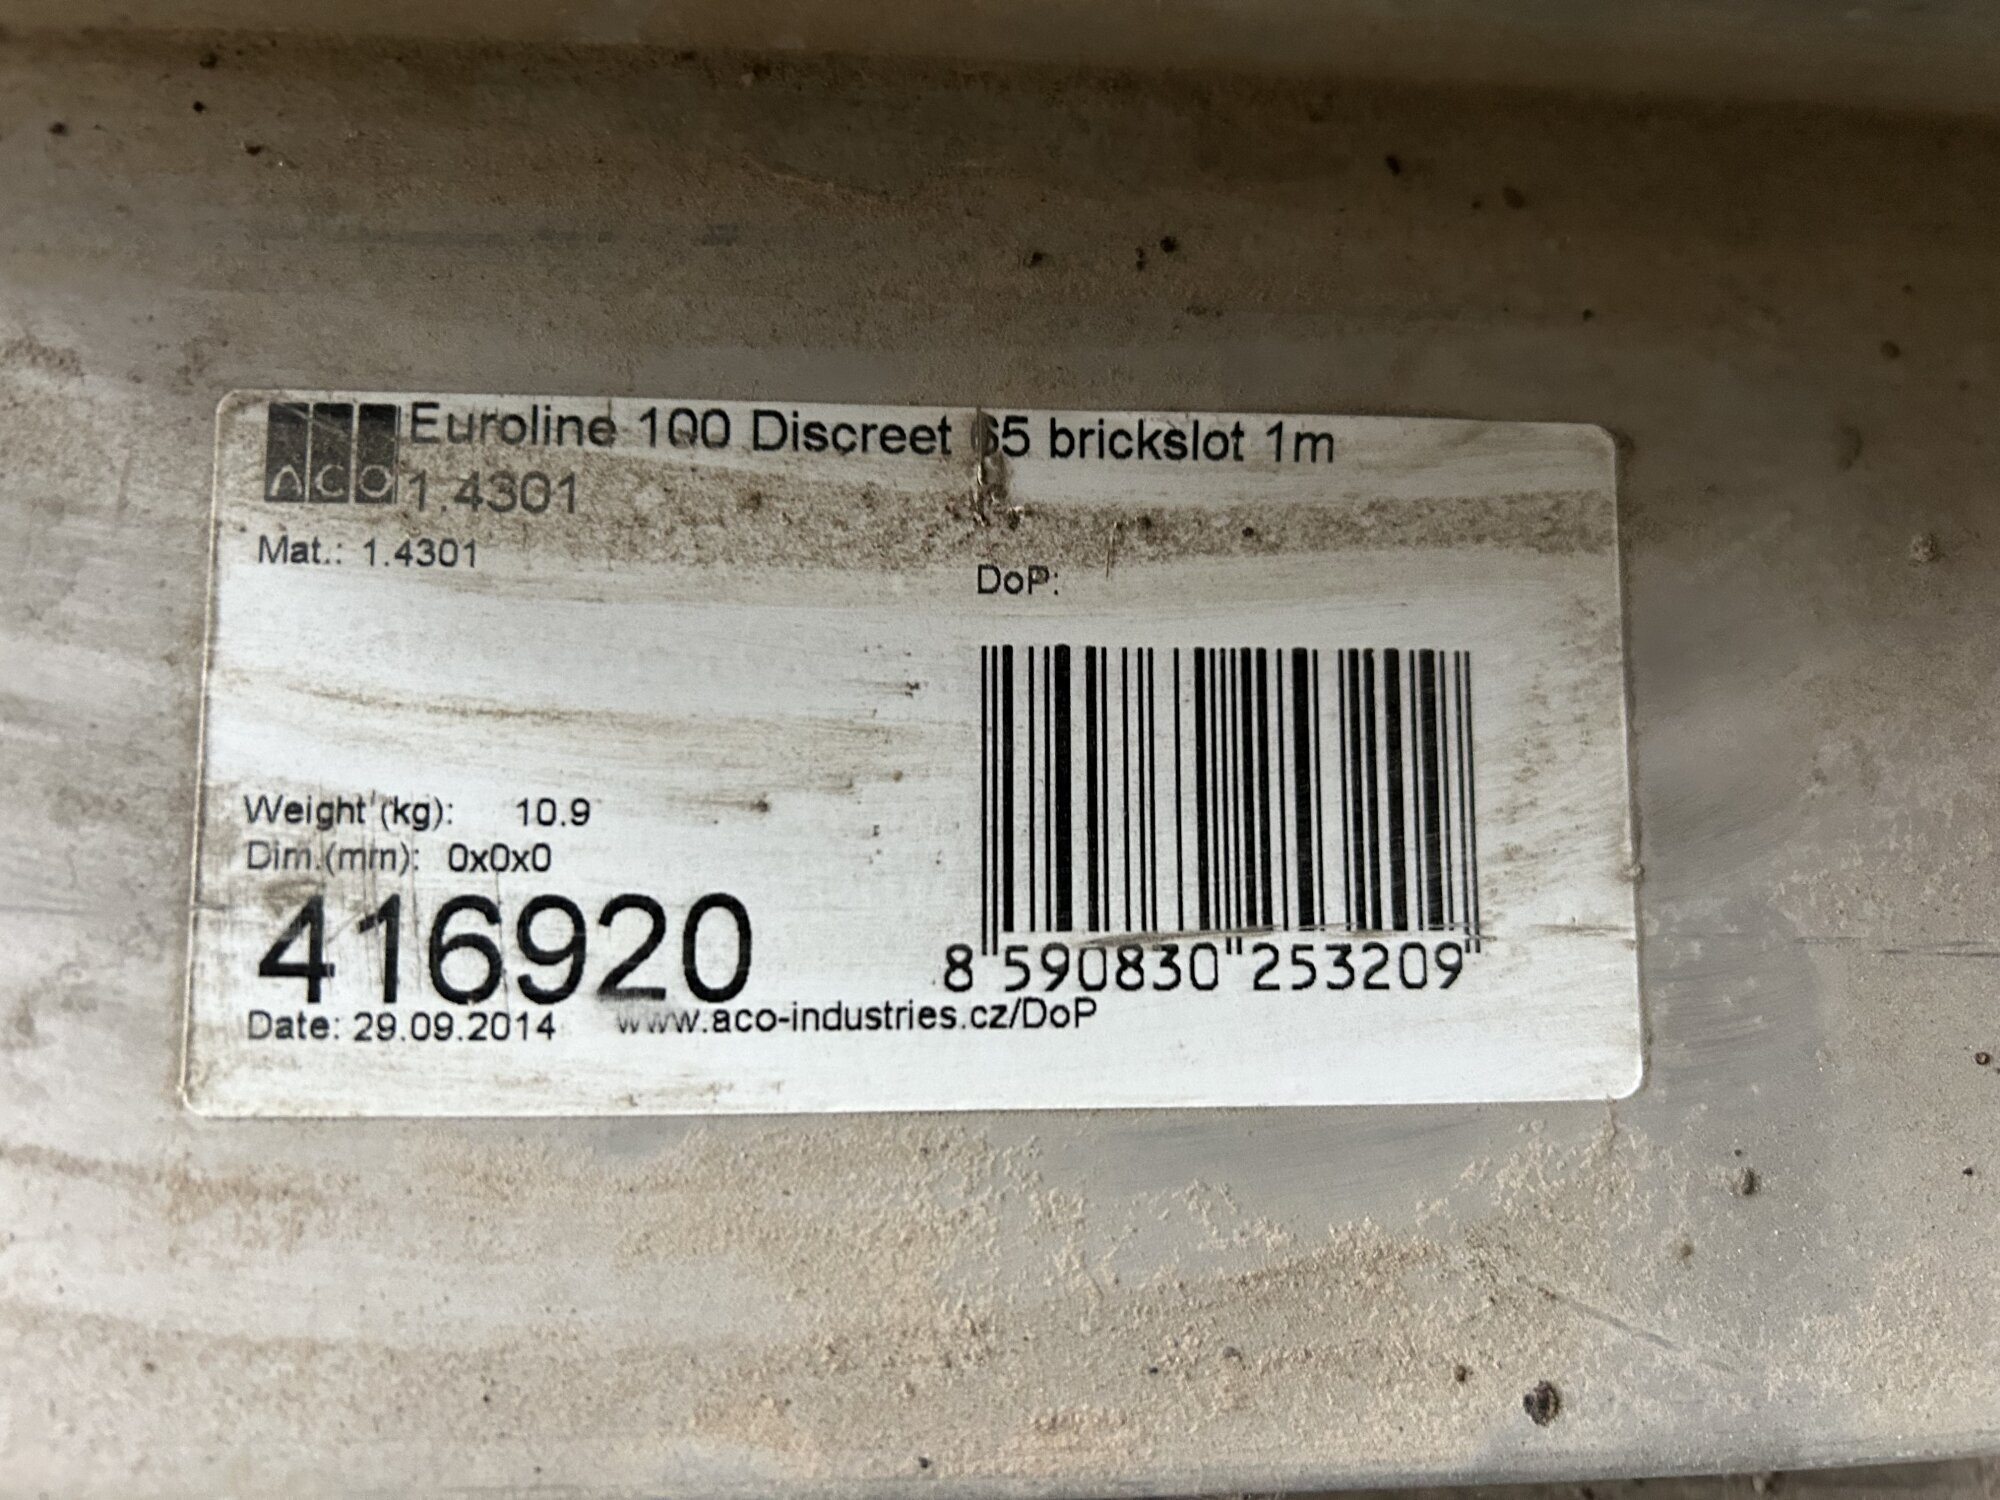 ACO
Euroline 100 Discreet 65 brickslot 1m
1.4301
Mat.: 1.4301
DoP:
Weight (kg): 10.9
Dim.(mm): 0x0x0
416920
8 590830 253209
Date: 29.09.2014 www.aco-industries.cz/DoP